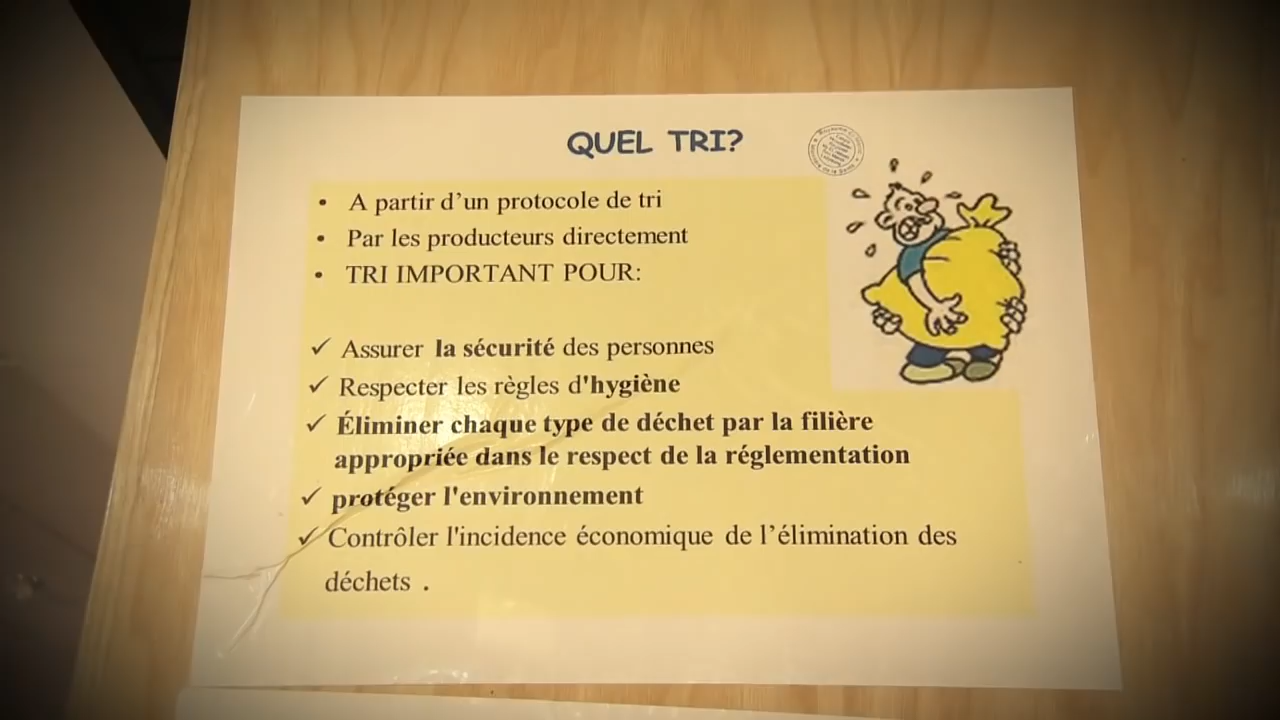 QUEL TRI?
• A partir d’un protocole de tri
• Par les producteurs directement
• TRI IMPORTANT POUR:
✓ Assurer la sécurité des personnes
✓ Respecter les règles d'hygiène
✓ Éliminer chaque type de déchet par la filière
appropriée dans le respect de la réglementation
✓ protéger l'environnement
✓ Contrôler l'incidence économique de l’élimination des
déchets .